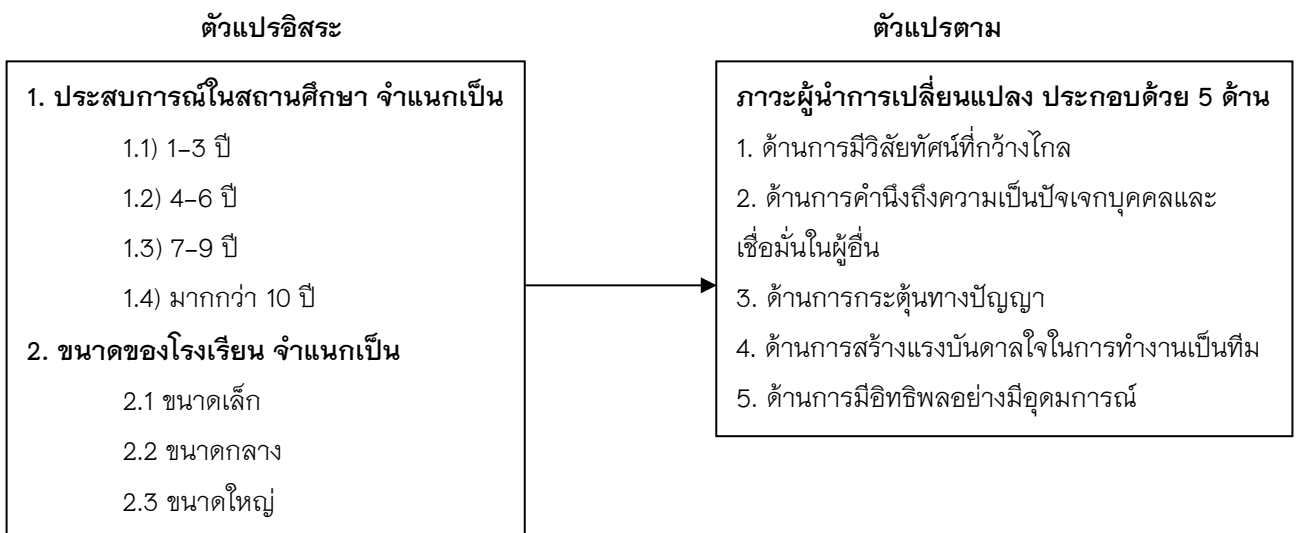 ตัวแปรอิสระ
1. ประสบการณ์ในสถานศึกษา จำแนกเป็น
1.1) 1–3 ปี
1.2) 4–6 ปี
1.3) 7–9 ปี
1.4) มากกว่า 10 ปี
2. ขนาดของโรงเรียน จำแนกเป็น
2.1 ขนาดเล็ก
2.2 ขนาดกลาง
2.3 ขนาดใหญ่
ตัวแปรตาม
ภาวะผู้นำการเปลี่ยนแปลง ประกอบด้วย 5 ด้าน
1. ด้านการมีวิสัยทัศน์ที่กว้างไกล
2. ด้านการคำนึงถึงความเป็นปัจเจกบุคคลและ
เชื่อมั่นในผู้อื่น
3. ด้านการกระตุ้นทางปัญญา
4. ด้านการสร้างแรงบันดาลใจในการทำงานเป็นทีม
5. ด้านการมีอิทธิพลอย่างมีอุดมการณ์